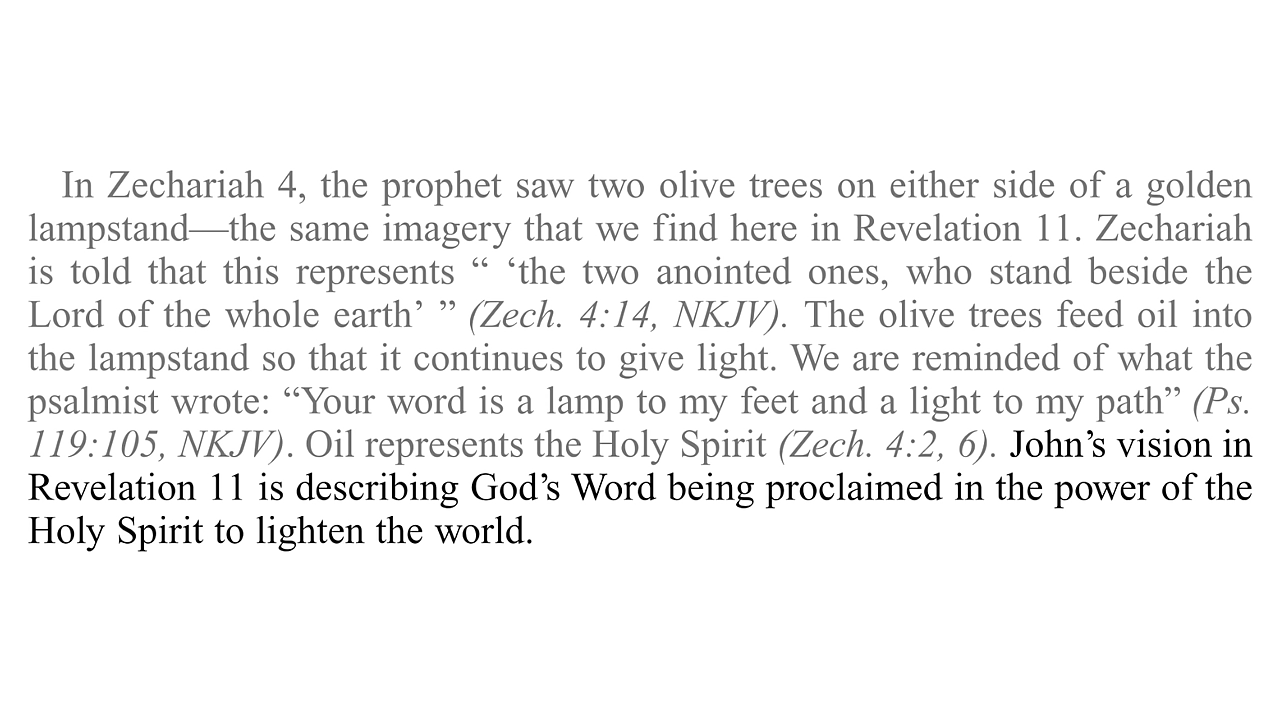 In Zechariah 4, the prophet saw two olive trees on either side of a golden
lampstand—the same imagery that we find here in Revelation 11. Zechariah
is told that this represents “ ‘the two anointed ones, who stand beside the
Lord of the whole earth’ ” (Zech. 4:14, NKJV). The olive trees feed oil into
the lampstand so that it continues to give light. We are reminded of what the
psalmist wrote: “Your word is a lamp to my feet and a light to my path” (Ps.
119:105, NKJV). Oil represents the Holy Spirit (Zech. 4:2, 6). John’s vision in
Revelation 11 is describing God’s Word being proclaimed in the power of the
Holy Spirit to lighten the world.